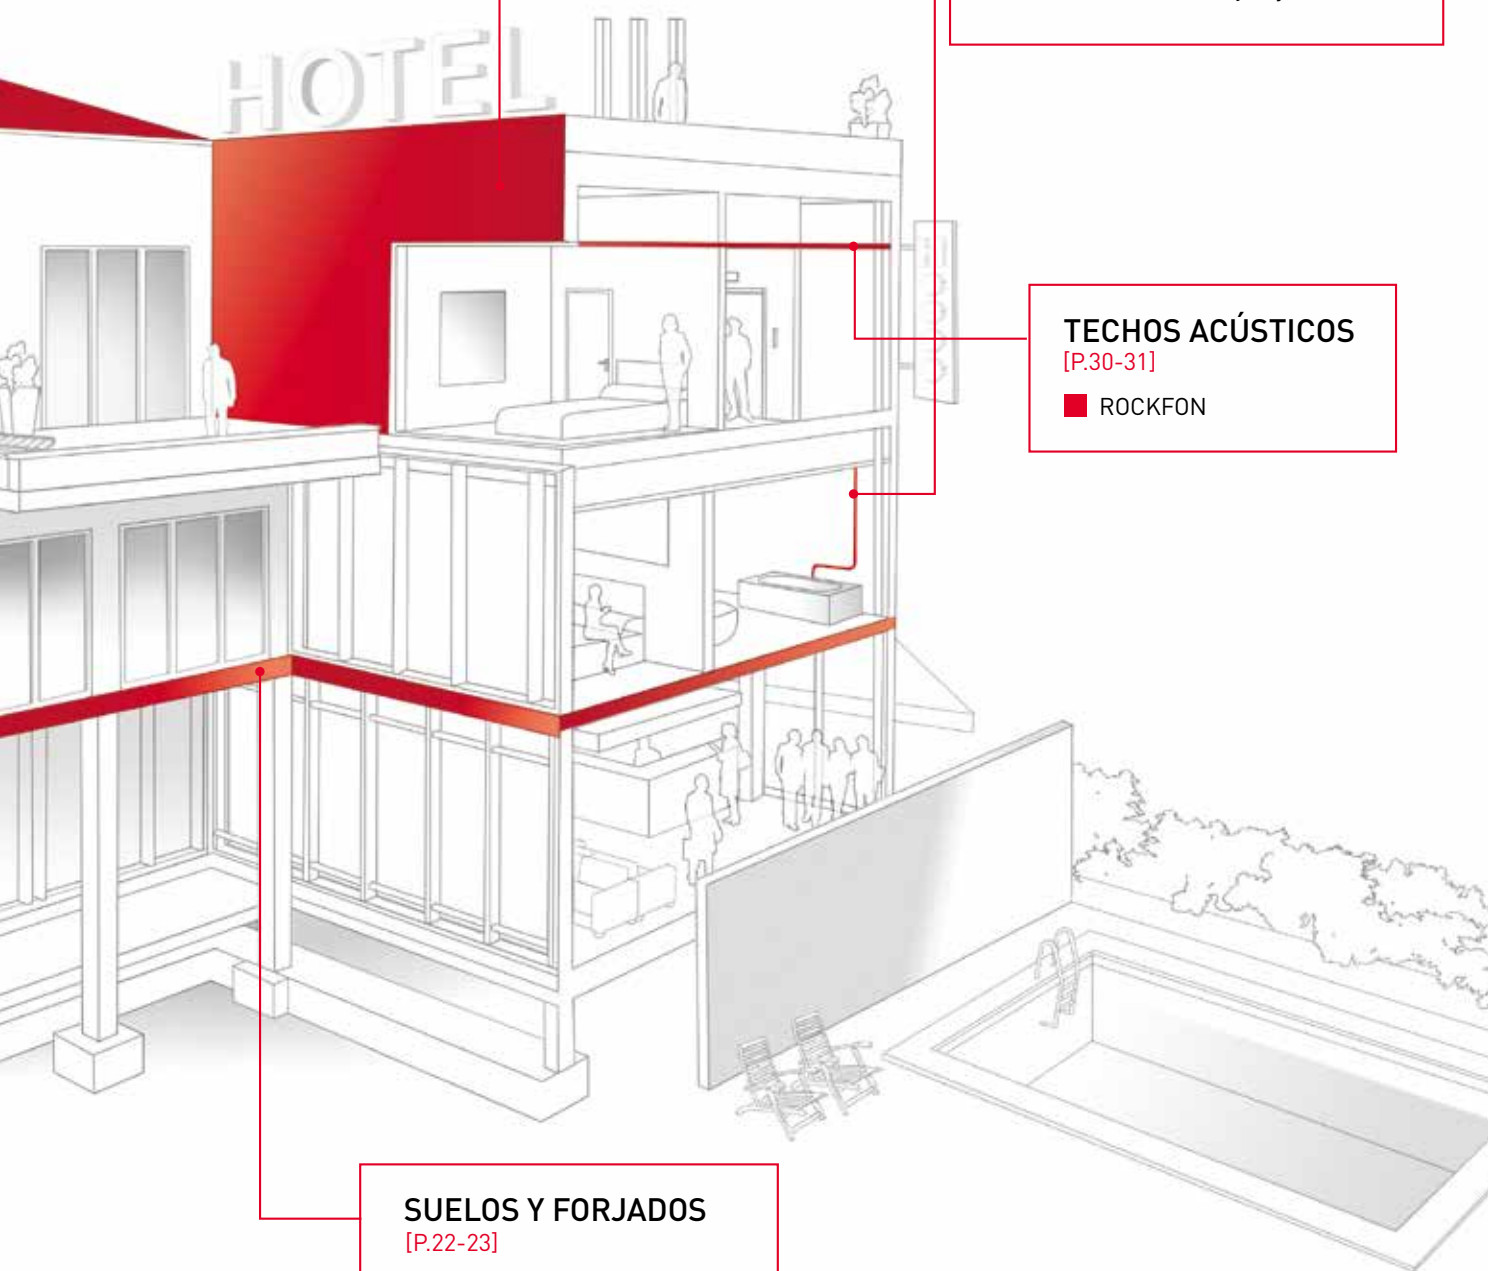 HOTEL
TECHOS ACÚSTICOS
[P.30-31]
ROCKFON
SUELOS Y FORJADOS
[P.22-23]